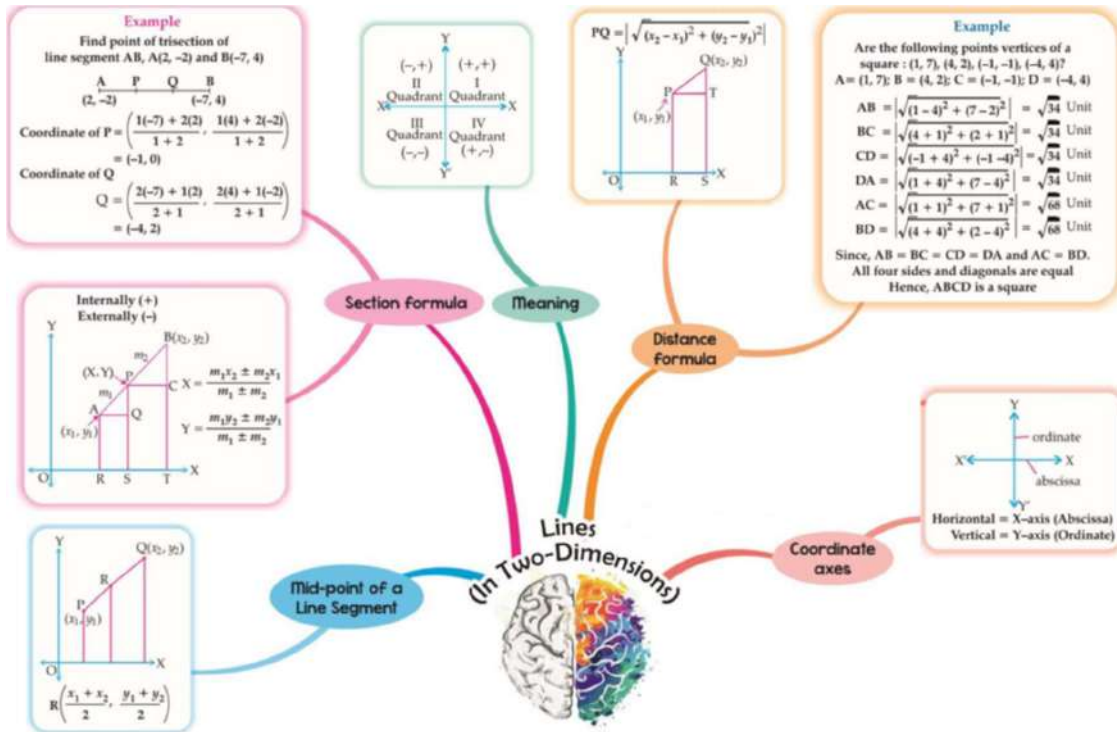 Example
Find point of trisection of
line segment AB, A(2, –2) and B(–7, 4)
A P Q B
(2, –2) (–7, 4)
Coordinate of P = (1(–7) + 2(2) / 1 + 2 , 1(4) + 2(–2) / 1 + 2)
= (–1, 0)
Coordinate of Q
Q = (2(–7) + 1(2) / 2 + 1 , 2(4) + 1(–2) / 2 + 1)
= (–4, 2)
Y
(–,+) (+,+)
II I
Quadrant Quadrant
X' X
III IV
Quadrant Quadrant
(–,–) (+,–)
Y'
PQ = |√(x₂ – x₁)² + (y₂ – y₁)²|
Y
Q(x₂, y₂)
P T
(x₁, y₁)
O R S X
Example
Are the following points vertices of a
square : (1, 7), (4, 2), (–1, –1), (–4, 4)?
A= (1, 7); B = (4, 2); C = (–1, –1); D = (–4, 4)
AB = |√(1 – 4)² + (7 – 2)²| = √34 Unit
BC = |√(4 + 1)² + (2 + 1)²| = √34 Unit
CD = |√(–1 + 4)² + (–1 –4)²| = √34 Unit
DA = |√(1 + 4)² + (7 – 4)²| = √34 Unit
AC = |√(1 + 1)² + (7 + 1)²| = √68 Unit
BD = |√(4 + 4)² + (2 – 4)²| = √68 Unit
Since, AB = BC = CD = DA and AC = BD.
All four sides and diagonals are equal
Hence, ABCD is a square
Section formula
Meaning
Distance
formula
Internally (+)
Externally (–)
Y
B(x₂, y₂)
m₂
(X, Y) P C
m₁
A Q
(x₁, y₁)
O R S T X
X = m₁x₂ ± m₂x₁ / m₁ ± m₂
Y = m₁y₂ ± m₂y₁ / m₁ ± m₂
Y
ordinate
X' X
abscissa
Y'
Horizontal = X–axis (Abscissa)
Vertical = Y–axis (Ordinate)
Coordinate
axes
Lines
(In Two-Dimensions)
Mid-point of a
Line Segment
Y
Q(x₂, y₂)
R
P
(x₁, y₁)
O X
R(x₁ + x₂ / 2 , y₁ + y₂ / 2)